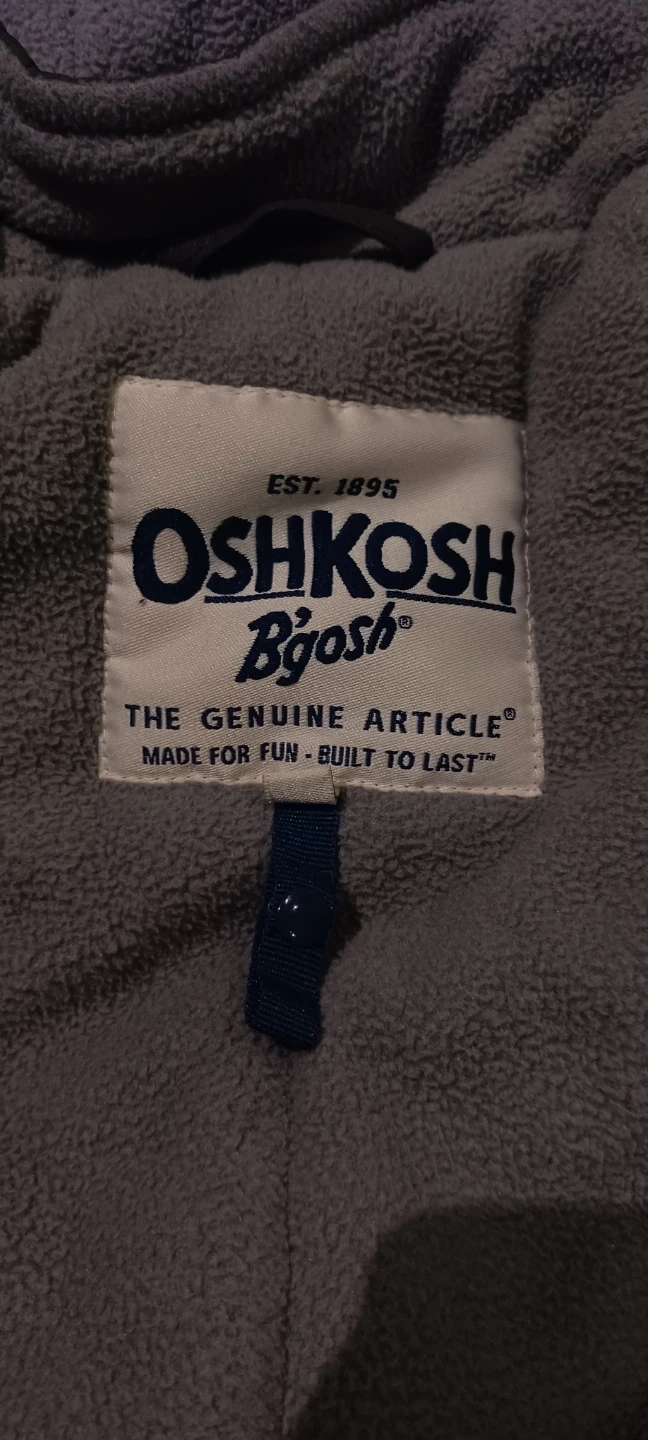 EST. 1895
OSHKOSH
B'gosh®
THE GENUINE ARTICLE®
MADE FOR FUN - BUILT TO LAST™